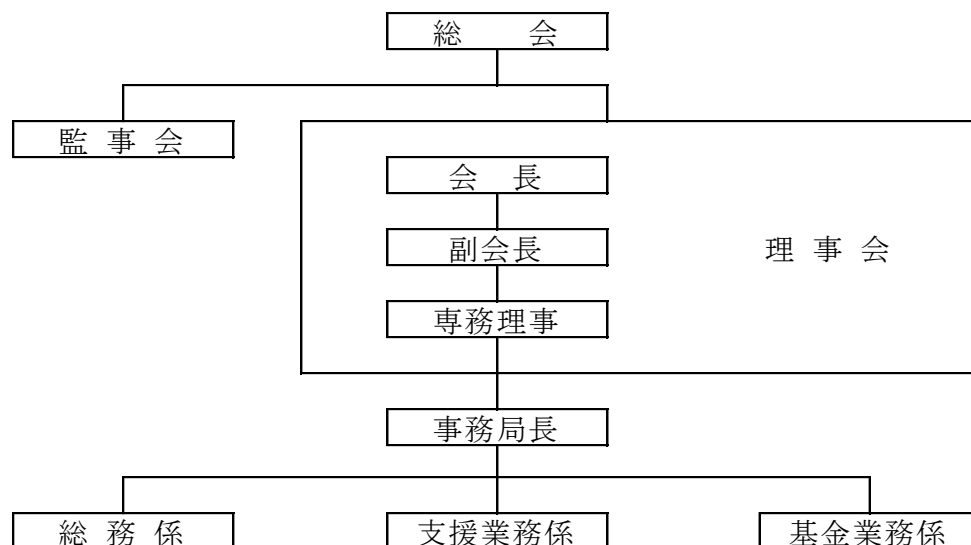 総　会
監 事 会
会　長
副会長
理 事 会
専務理事
事務局長
総 務 係
支援業務係
基金業務係